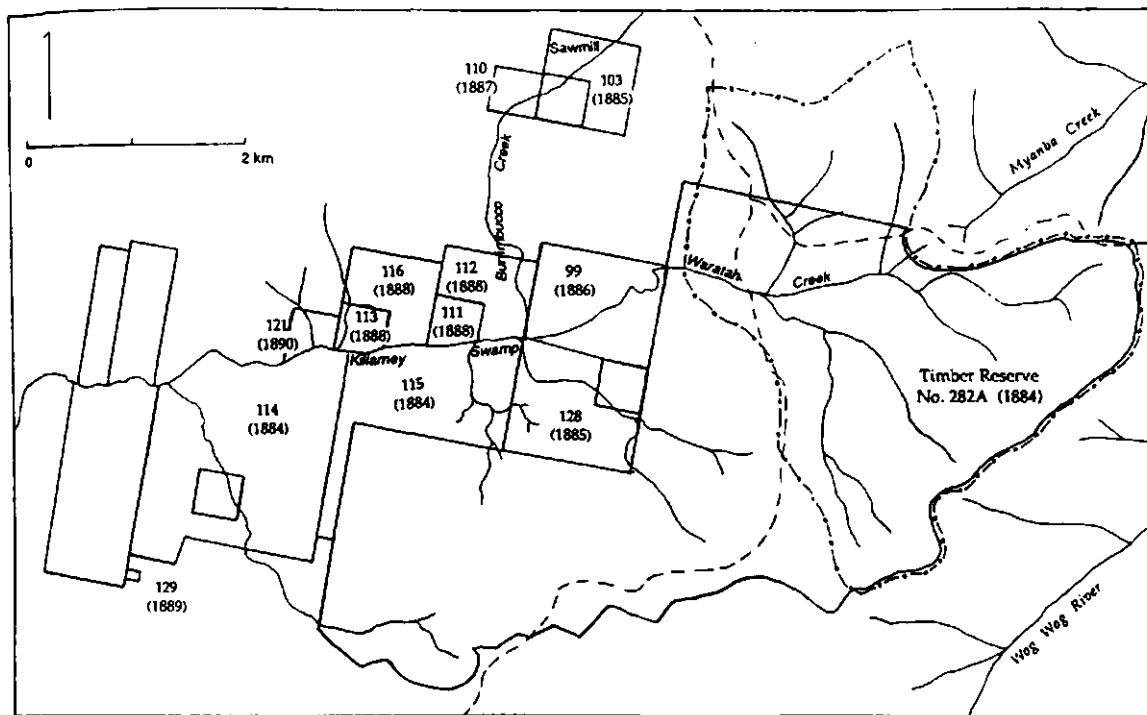 Sawmill
110
(1887)
103
(1885)
0
2 km
Creek
Myanba Creek
Waratah
Creek
116
(1888)
112
(1888)
99
(1886)
121
(1890)
113
(1888)
111
(1888)
Swamp
114
(1884)
115
(1884)
128
(1885)
Timber Reserve
No. 282A (1884)
129
(1889)
Wog Wog River